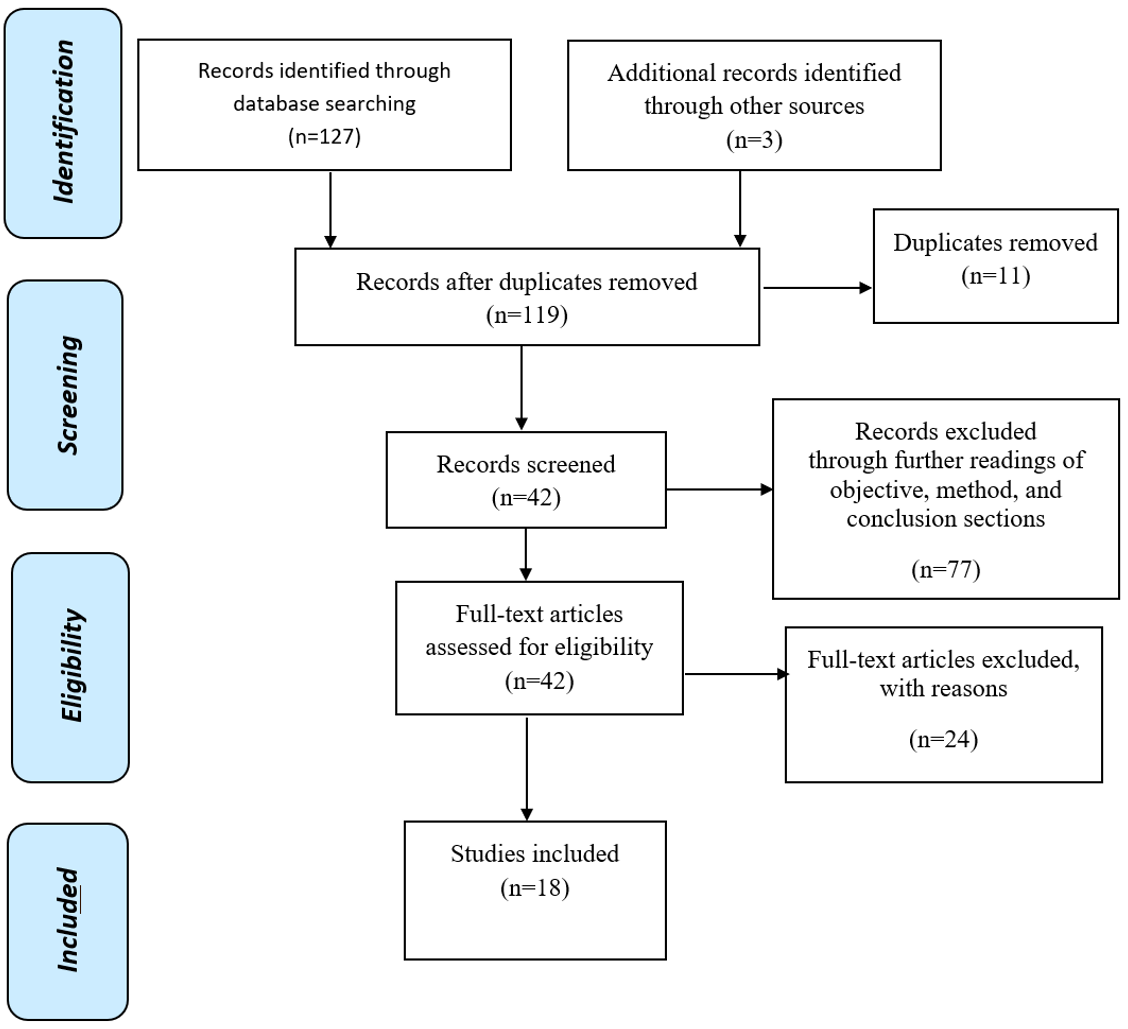 Identification
Records identified through
database searching
(n=127)
Additional records identified
through other sources
(n=3)
Records after duplicates removed
(n=119)
Duplicates removed
(n=11)
Screening
Records screened
(n=42)
Records excluded
through further readings of
objective, method, and
conclusion sections
(n=77)
Eligibility
Full-text articles
assessed for eligibility
(n=42)
Full-text articles excluded,
with reasons
(n=24)
Included
Studies included
(n=18)